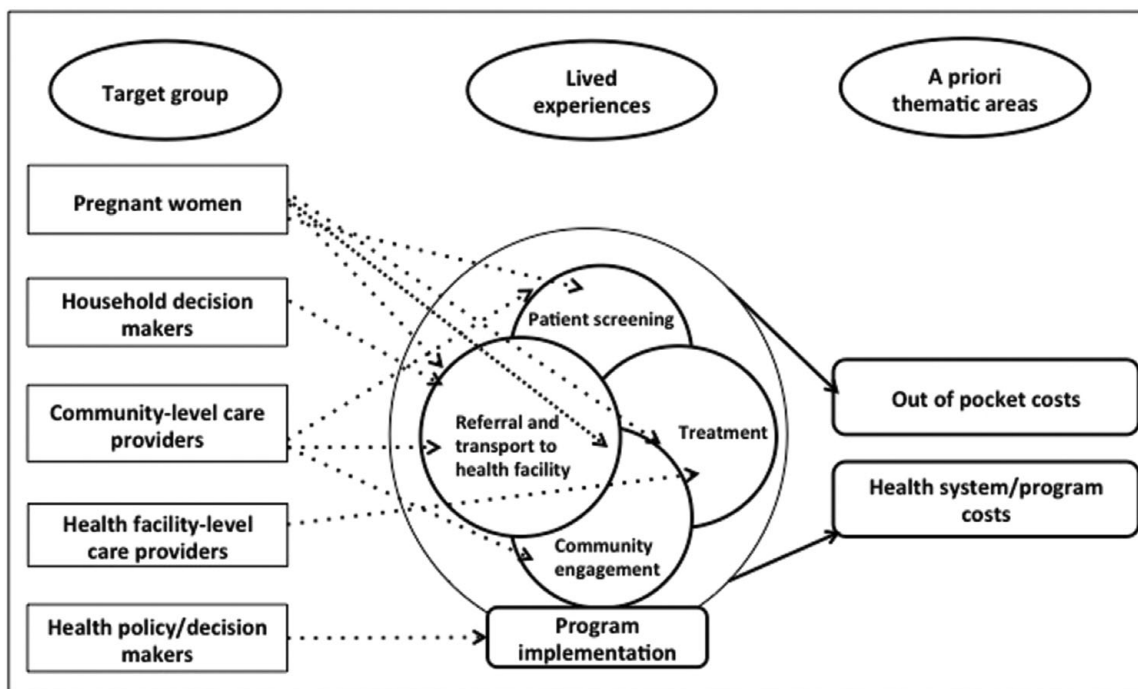 Target group
Lived
experiences
A priori
thematic areas
Pregnant women
Household decision
makers
Community-level care
providers
Health facility-level
care providers
Health policy/decision
makers
Patient screening
Referral and
transport to
health facility
Treatment
Community
engagement
Program
implementation
Out of pocket costs
Health system/program
costs